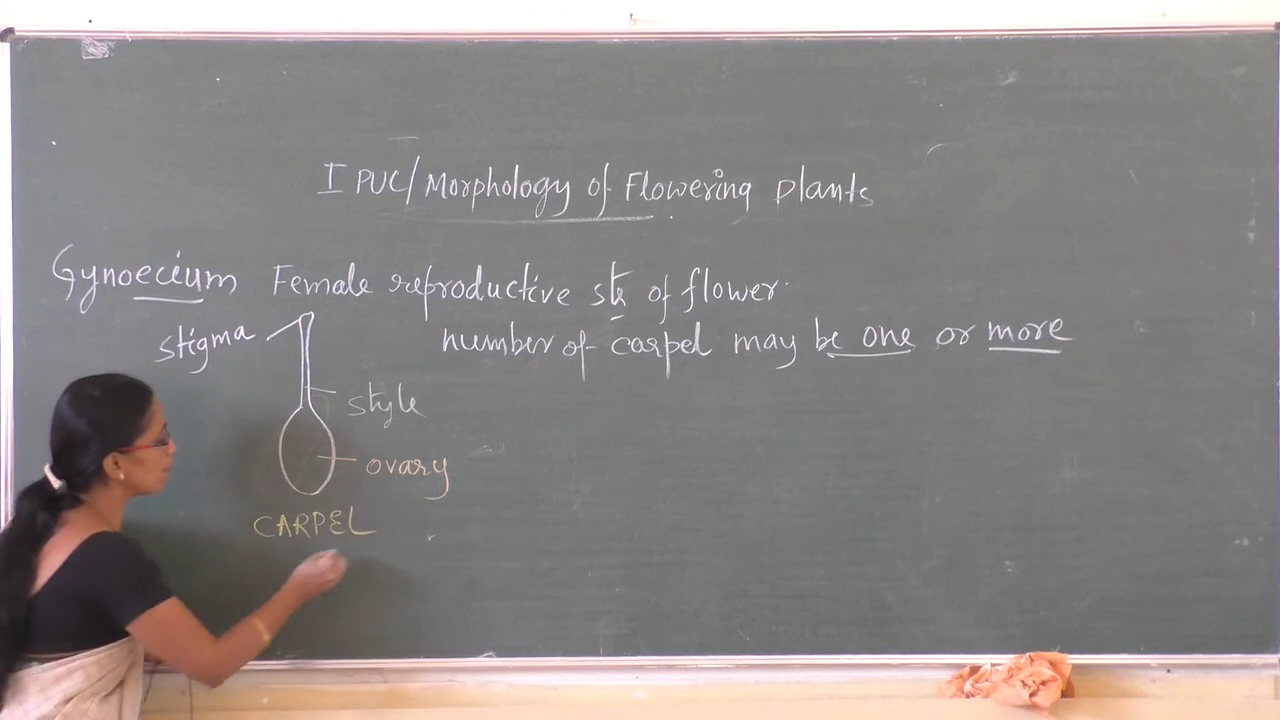 I PUC/Morphology of Flowering plants
Gynoecium Female reproductive str of flower.
stigma
number of carpel may be one or more
style
ovary
CARPEL